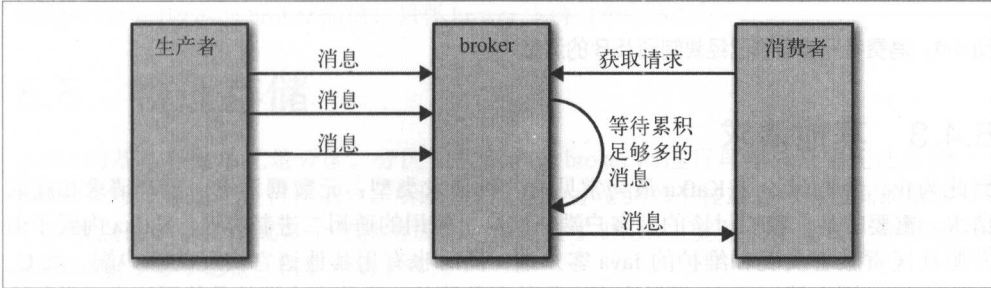 生产者
broker
消费者
消息
获取请求
消息
消息
等待累积
足够多的
消息
消息